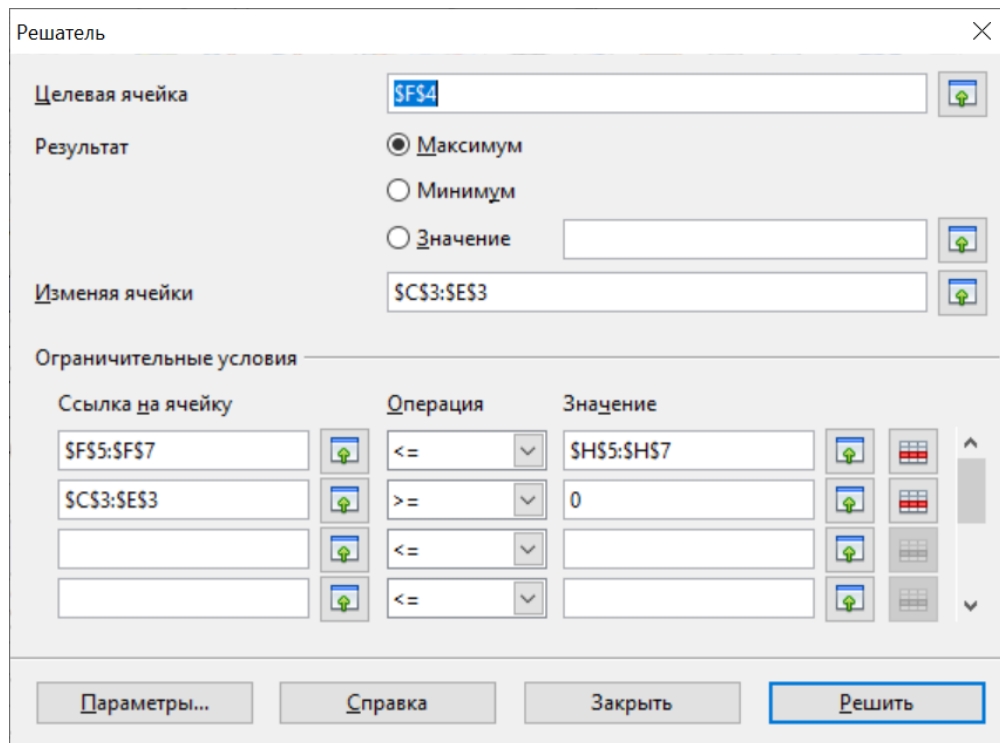 Решатель
Целевая ячейка $F$4
Результат Максимум
Минимум
Значение
Изменяя ячейки $C$3:$E$3
Ограничительные условия
Ссылка на ячейку Операция Значение
$F$5:$F$7 <= $H$5:$H$7
$C$3:$E$3 >= 0
<=
<=
Параметры... Справка Закрыть Решить